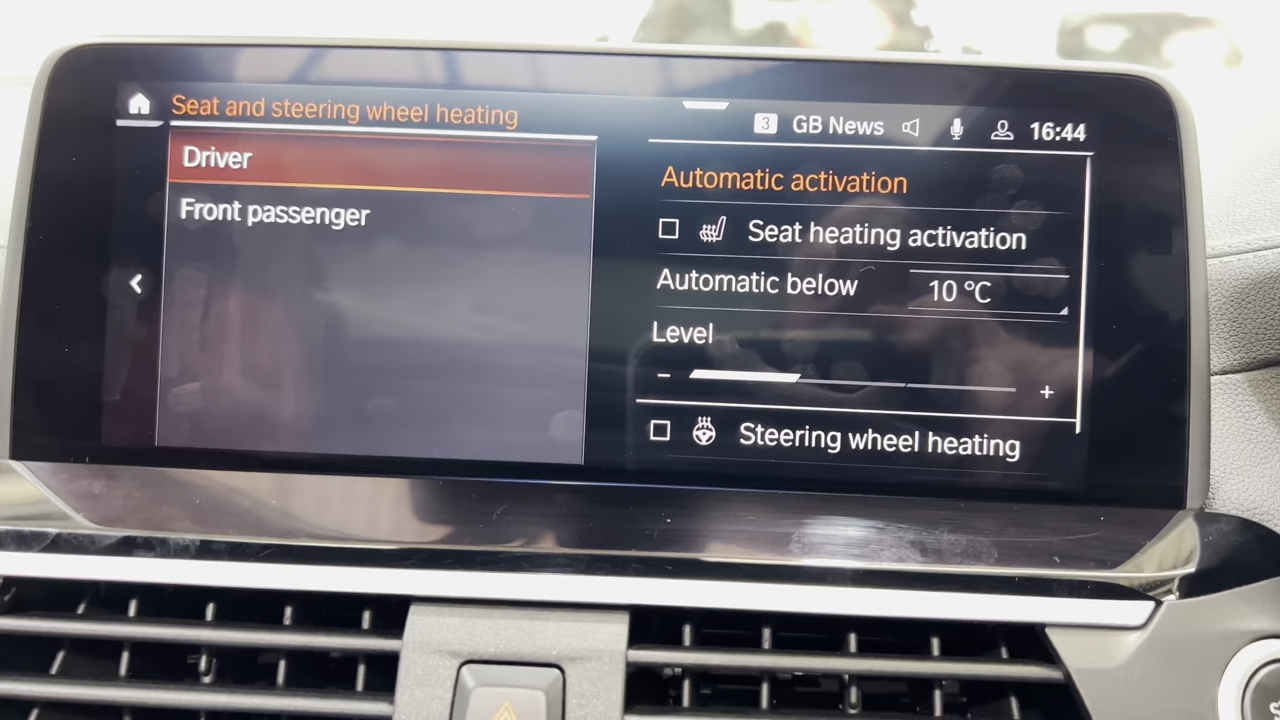 Seat and steering wheel heating
3 GB News 16:44
Driver
Front passenger
Automatic activation
Seat heating activation
Automatic below 10 °C
Level
- +
Steering wheel heating